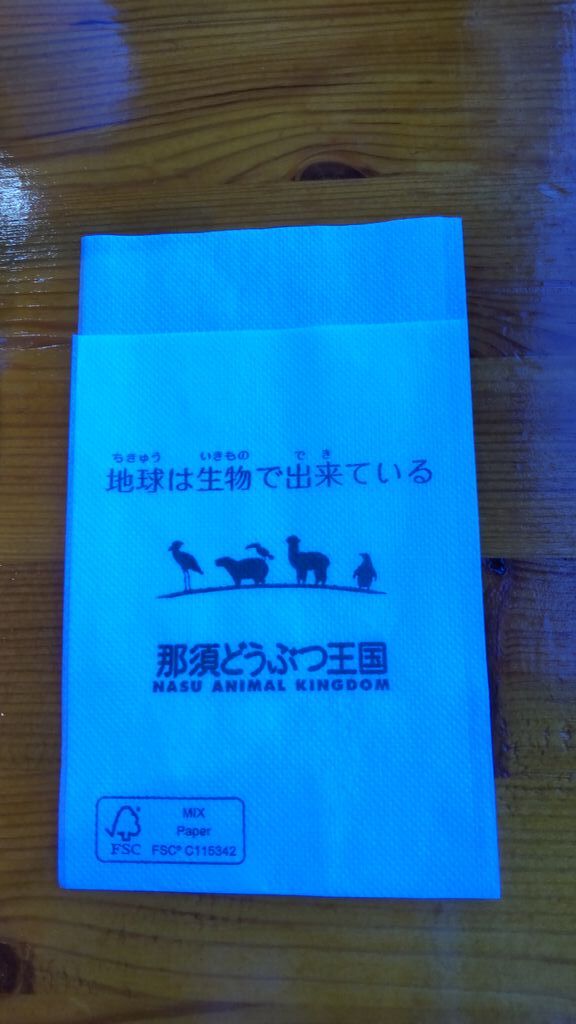 ちきゅう いきもの でき
地球は生物で出来ている
那須どうぶつ王国
NASU ANIMAL KINGDOM
MIX
Paper
FSC FSC® C115342